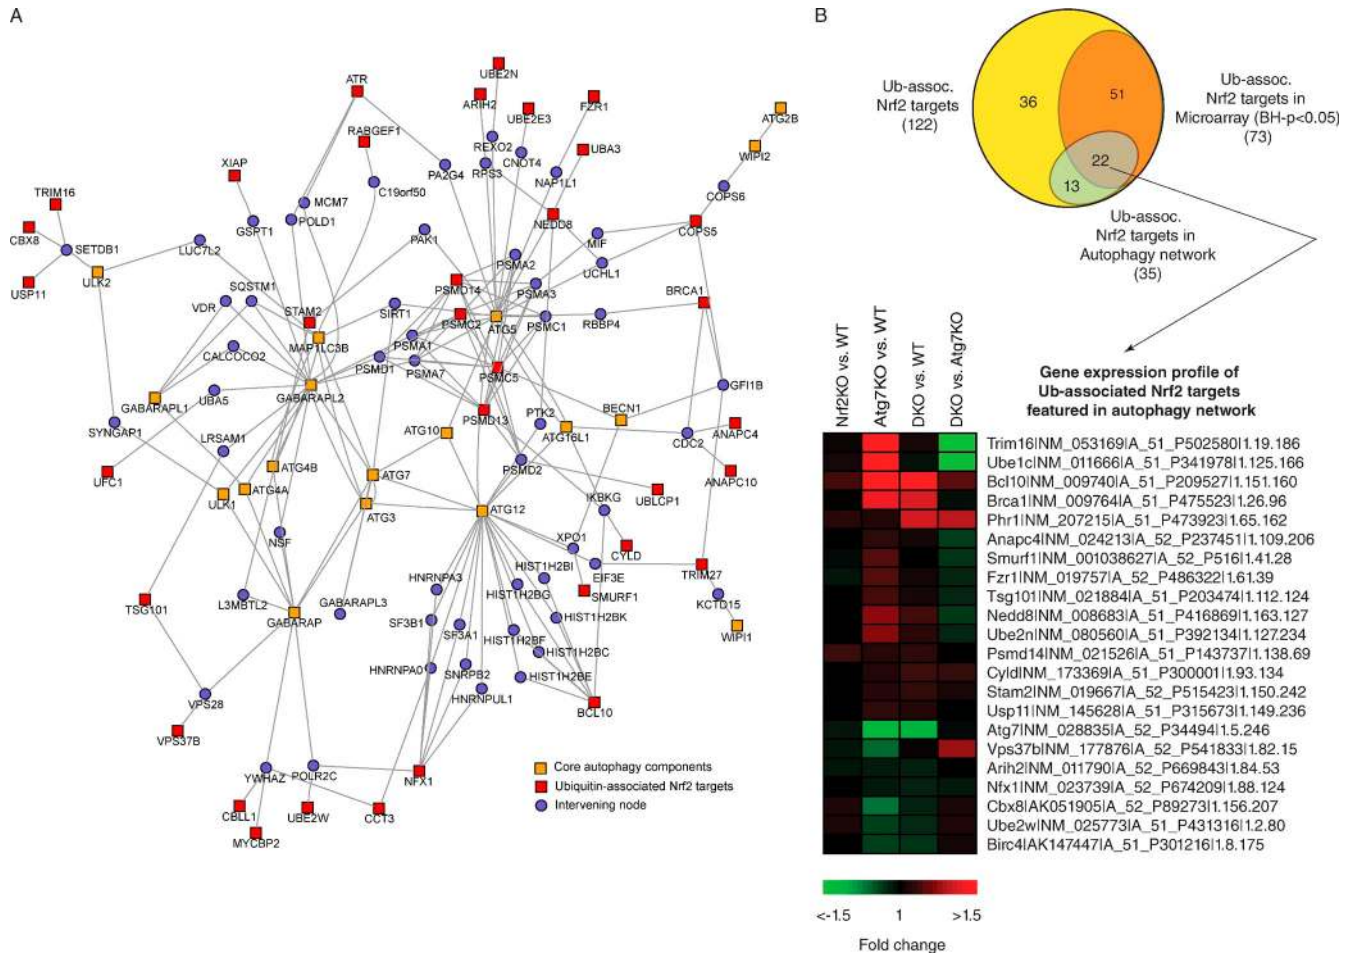 A
UBE2N
ATR
ARIH2
FZR1
UBE2E3
ATG2B
RABGEF1
REXO2
CNOT4
UBA3
WIPI2
XIAP
PA2G4
RPS3
NAP1L1
COPS6
TRIM16
C19orf50
MCM7
CBX8
GSPT1
POLD1
NEDD8
COPS5
SETDB1
LUC7L2
PAK1
MIF
ULK2
PSMA2
UCHL1
USP11
SQSTM1
PSMD14
PSMA3
BRCA1
VDR
STAM2
SIRT1
PSMC2
ATG5
PSMC1
RBBP4
MAP1LC3B
PSMA1
CALCOCO2
PSMD1
PSMA7
PSMC5
GABARAPL2
GFI1B
GABARAPL1
UBA5
PTK2
BECN1
SYNGAP1
LRSAM1
ATG10
PSMD13
ATG16L1
CDC2
ANAPC4
UFC1
ATG4B
ATG7
PSMD2
ANAPC10
ULK1
ATG4A
IKBKG
UBLCP1
ATG3
ATG12
NSF
XPO1
CYLD
HNRNPA3
HIST1H2BI
EIF3E
TRIM27
TSG101
L3MBTL2
GABARAPL3
HIST1H2BG
SMURF1
KCTD15
GABARAP
SF3B1
SF3A1
HIST1H2BK
HIST1H2BF
WIPI1
HIST1H2BC
HNRNPA0
SNRPB2
HIST1H2BE
HNRNPUL1
VPS28
BCL10
VPS37B
YWHAZ
POLR2C
NFX1
CBLL1
UBE2W
CCT3
MYCBP2
Core autophagy components
Ubiquitin-associated Nrf2 targets
Intervening node
B
Ub-assoc.
Nrf2 targets
(122)
36
51
22
13
Ub-assoc.
Nrf2 targets in
Microarray (BH-p<0.05)
(73)
Ub-assoc.
Nrf2 targets in
Autophagy network
(35)
Nrf2KO vs. WT
Atg7KO vs. WT
DKO vs. WT
DKO vs. Atg7KO
Gene expression profile of
Ub-associated Nrf2 targets
featured in autophagy network
Trim16|NM_053169|A_51_P502580|1.19.186
Ube1c|NM_011666|A_51_P341978|1.125.166
Bcl10|NM_009740|A_51_P209527|1.151.160
Brca1|NM_009764|A_51_P475523|1.26.96
Phr1|NM_207215|A_51_P473923|1.65.162
Anapc4|NM_024213|A_52_P237451|1.109.206
Smurf1|NM_001038627|A_52_P516|1.41.28
Fzr1|NM_019757|A_52_P486322|1.61.39
Tsg101|NM_021884|A_52_P203474|1.112.124
Nedd8|NM_008683|A_51_P416869|1.163.127
Ube2n|NM_080560|A_51_P392134|1.127.234
Psmd14|NM_021526|A_51_P143737|1.138.69
Cyld|NM_173369|A_51_P300001|1.93.134
Stam2|NM_019667|A_52_P515423|1.150.242
Usp11|NM_145628|A_51_P315673|1.149.236
Atg7|NM_028835|A_52_P34494|1.5.246
Vps37b|NM_177876|A_52_P541833|1.82.15
Arih2|NM_011790|A_52_P669843|1.84.53
Nfx1|NM_023739|A_52_P674209|1.88.124
Cbx8|AK051905|A_52_P89273|1.156.207
Ube2w|NM_025773|A_51_P431316|1.2.80
Birc4|AK147447|A_51_P301216|1.8.175
<-1.5 1 >1.5
Fold change